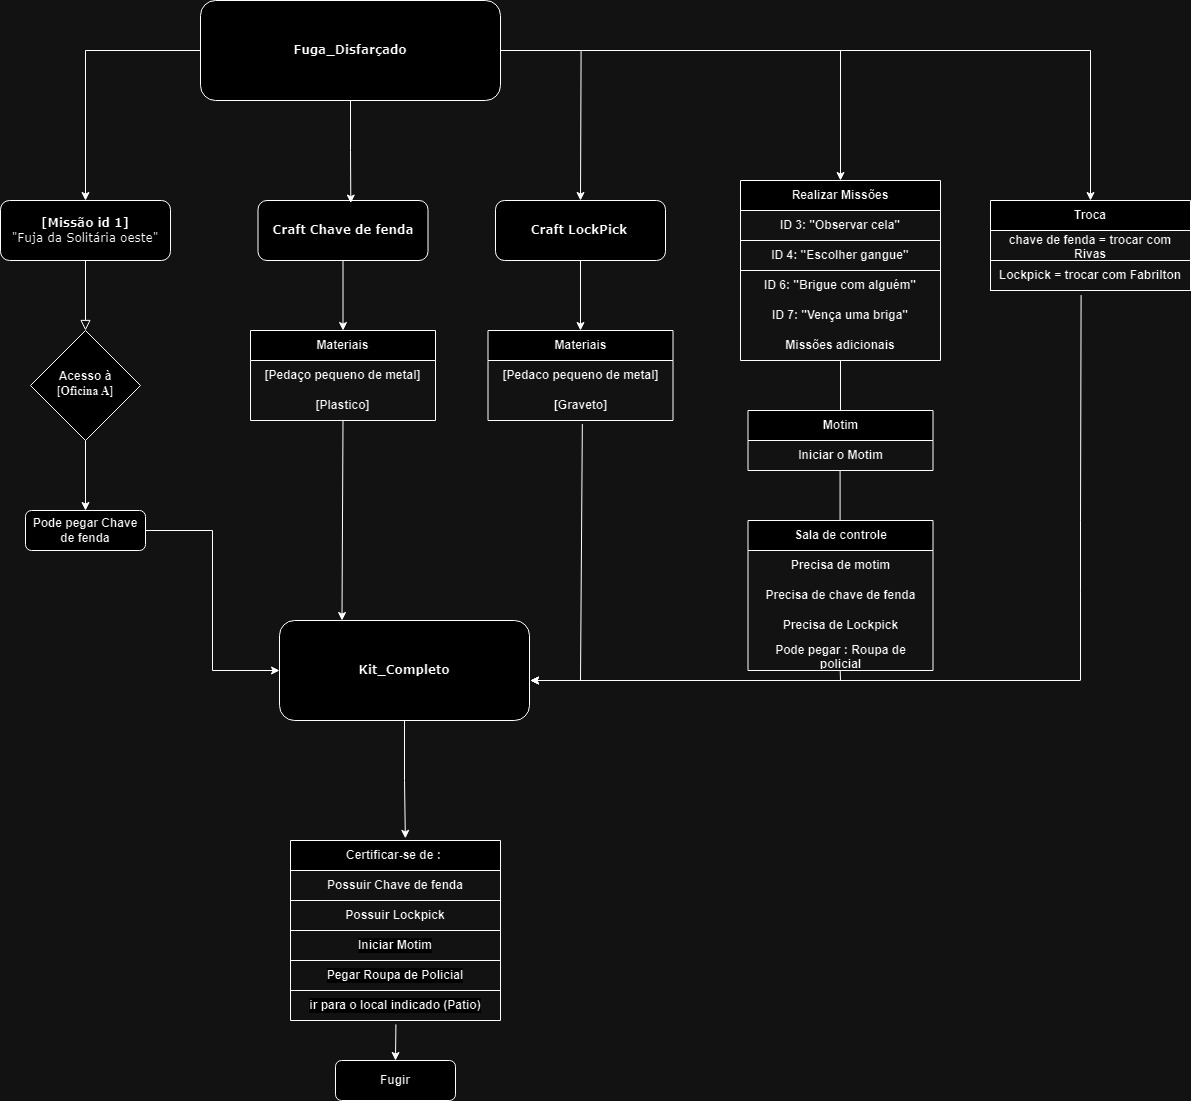 Fuga_Disfarçado
[Missão id 1]
"Fuja da Solitária oeste"
Acesso à
[Oficina A]
Pode pegar Chave
de fenda
Craft Chave de fenda
Materiais
[Pedaço pequeno de metal]
[Plastico]
Craft LockPick
Materiais
[Pedaco pequeno de metal]
[Graveto]
Realizar Missões
ID 3: "Observar cela"
ID 4: "Escolher gangue"
ID 6: "Brigue com alguém"
ID 7: "Vença uma briga"
Missões adicionais
Motim
Iniciar o Motim
Sala de controle
Precisa de motim
Precisa de chave de fenda
Precisa de Lockpick
Pode pegar : Roupa de
policial
Troca
chave de fenda = trocar com
Rivas
Lockpick = trocar com Fabrilton
Kit_Completo
Certificar-se de :
Possuir Chave de fenda
Possuir Lockpick
Iniciar Motim
Pegar Roupa de Policial
ir para o local indicado (Patio)
Fugir